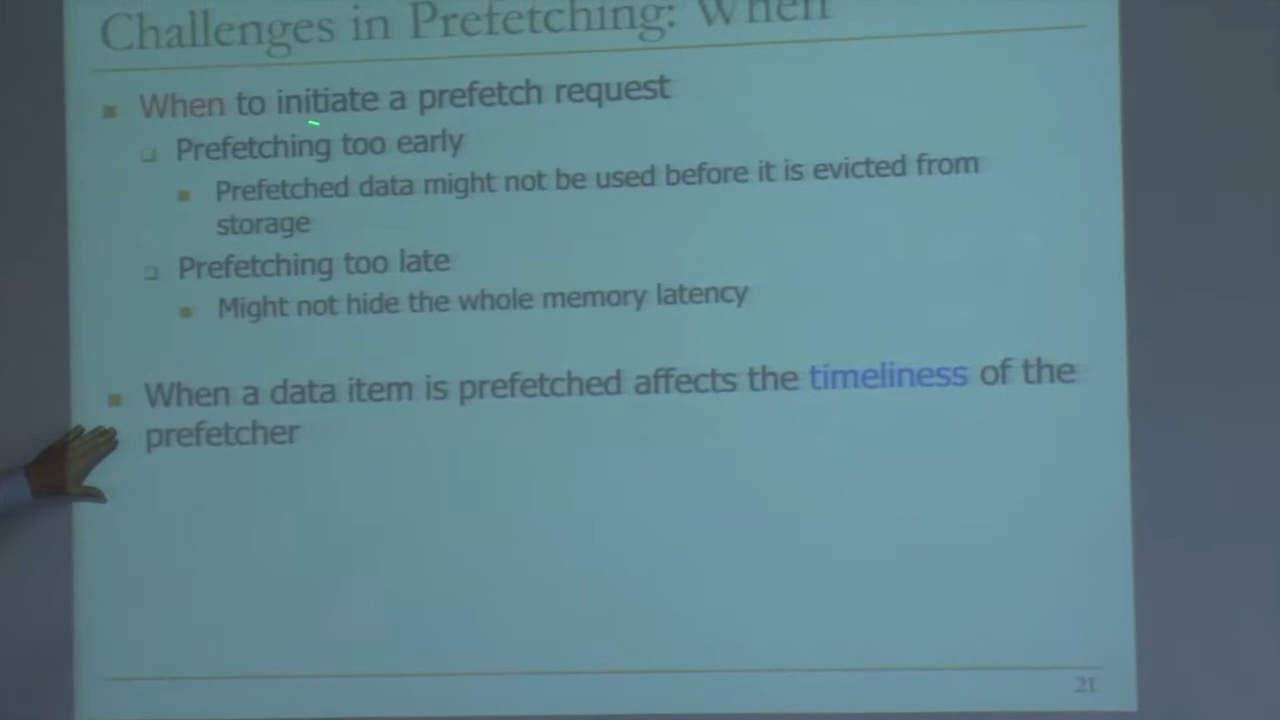 Challenges in Prefetching: When
When to initiate a prefetch request
Prefetching too early
Prefetched data might not be used before it is evicted from
storage
Prefetching too late
Might not hide the whole memory latency
When a data item is prefetched affects the timeliness of the
prefetcher
21